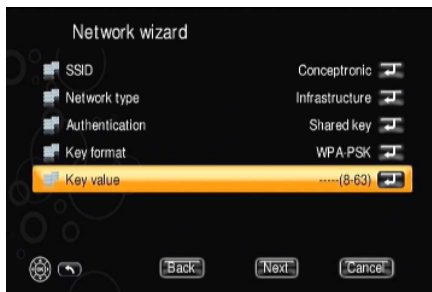 Network wizard
SSID Conceptronic
Network type Infrastructure
Authentication Shared key
Key format WPA-PSK
Key value -----(8-63)
OK Back Next Cancel